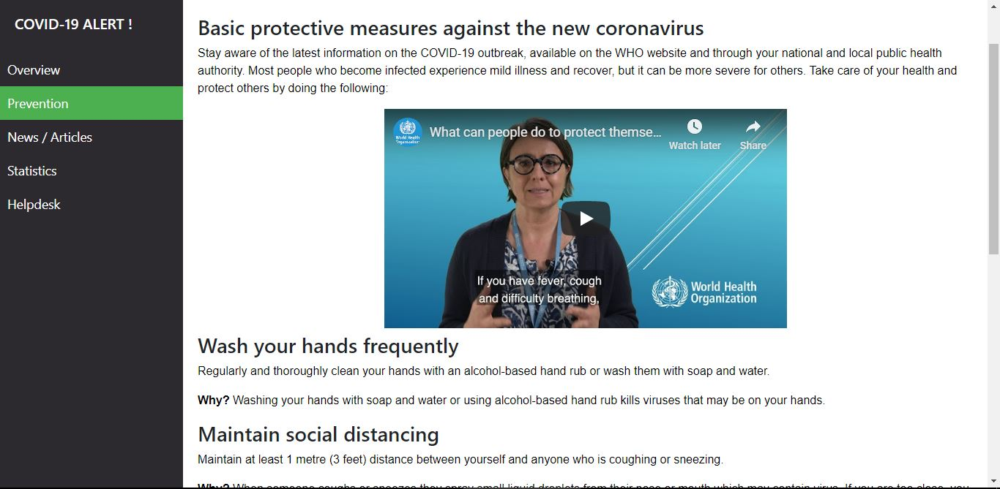 COVID-19 ALERT !
Overview
Prevention
News / Articles
Statistics
Helpdesk
Basic protective measures against the new coronavirus
Stay aware of the latest information on the COVID-19 outbreak, available on the WHO website and through your national and local public health
authority. Most people who become infected experience mild illness and recover, but it can be more severe for others. Take care of your health and
protect others by doing the following:
World Health
Organization
What can people do to protect themse...
Watch later
Share
If you have fever, cough
and difficulty breathing,
World Health
Organization
Wash your hands frequently
Regularly and thoroughly clean your hands with an alcohol-based hand rub or wash them with soap and water.
Why? Washing your hands with soap and water or using alcohol-based hand rub kills viruses that may be on your hands.
Maintain social distancing
Maintain at least 1 metre (3 feet) distance between yourself and anyone who is coughing or sneezing.
Why? When someone coughs or sneezes they spray small liquid droplets from their nose or mouth which may contain virus. If you are too close, you